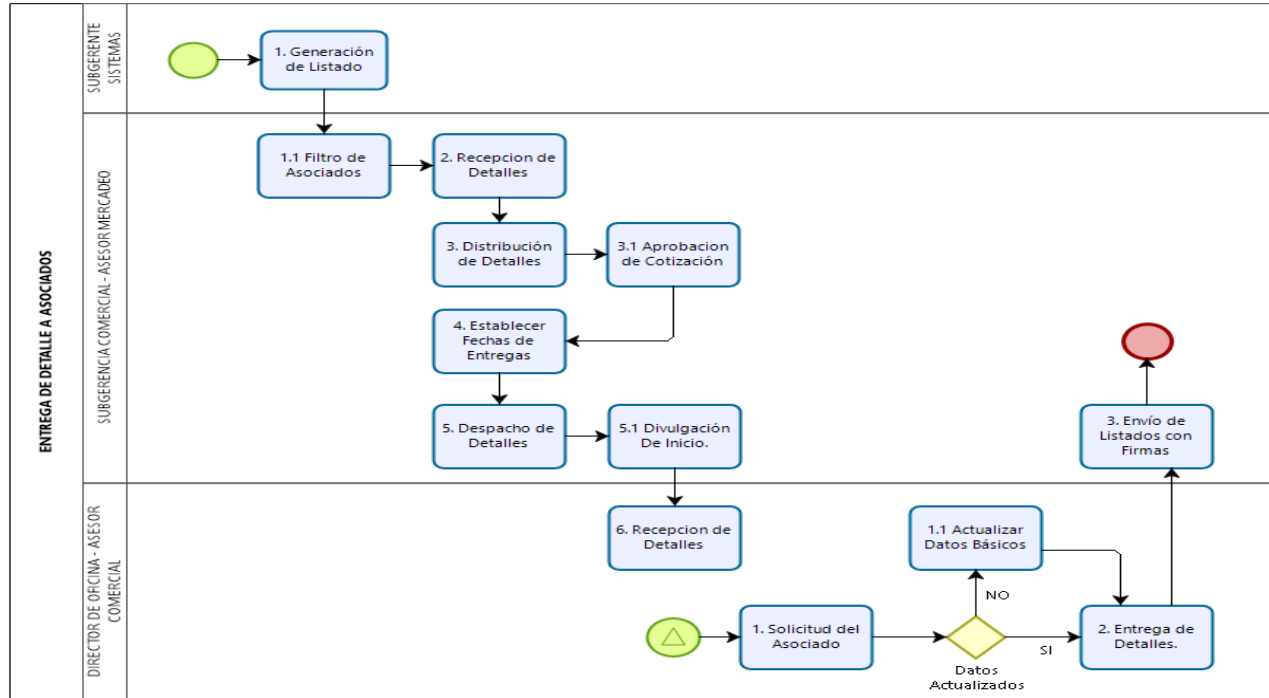 ENTREGA DE DETALLE A ASOCIADOS
SUBGERENTE
SISTEMAS
1. Generación
de Listado
SUBGERENCIA COMERCIAL - ASESOR MERCADEO
1.1 Filtro de
Asociados
2. Recepcion de
Detalles
3. Distribución
de Detalles
3.1 Aprobacion
de Cotización
4. Establecer
Fechas de
Entregas
5. Despacho de
Detalles
5.1 Divulgación
De Inicio.
3. Envío de
Listados con
Firmas
DIRECTOR DE OFICINA - ASESOR
COMERCIAL
6. Recepcion de
Detalles
1. Solicitud del
Asociado
Datos
Actualizados
NO
1.1 Actualizar
Datos Básicos
SI
2. Entrega de
Detalles.